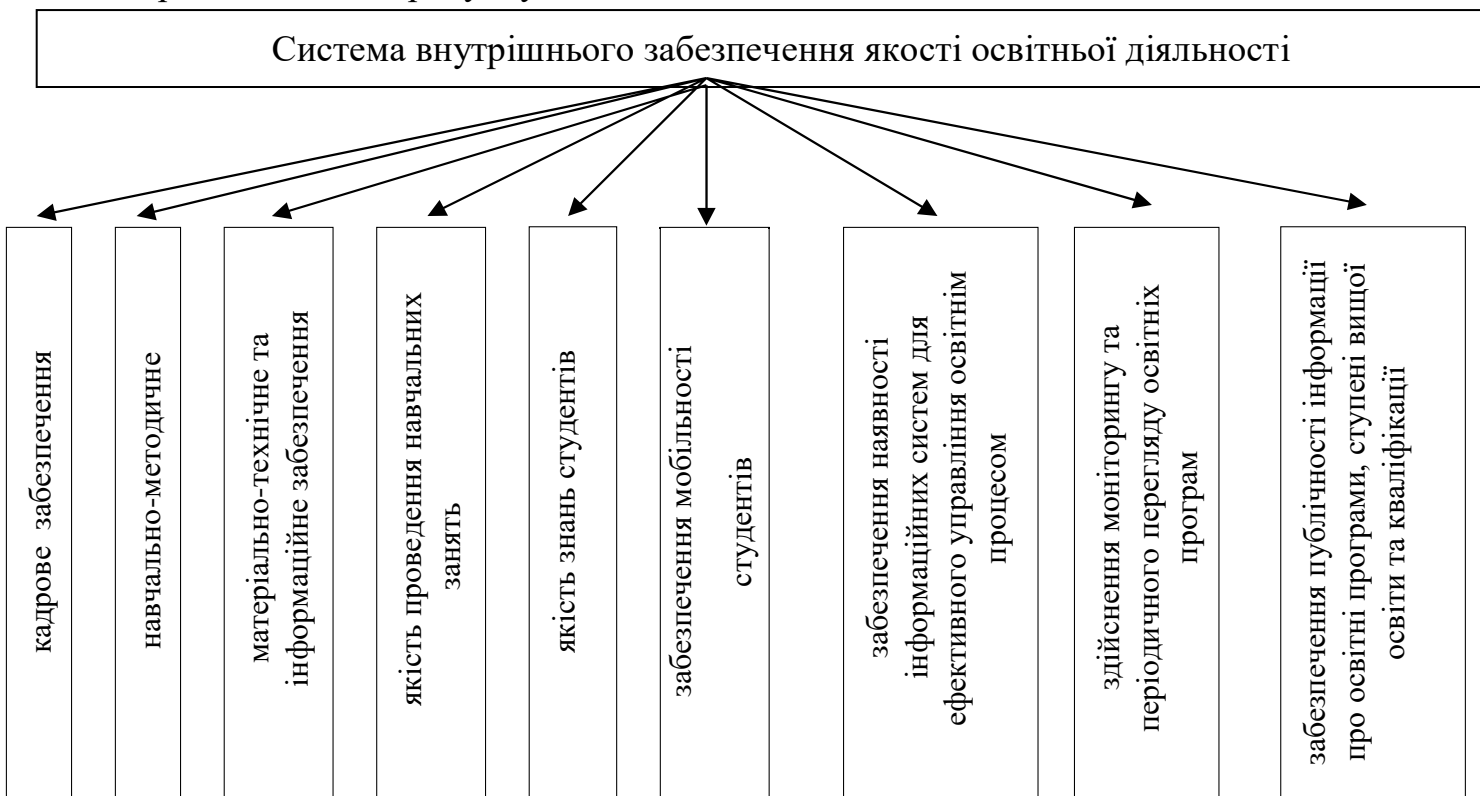 Система внутрішнього забезпечення якості освітньої діяльності
кадрове забезпечення
навчально-методичне
матеріально-технічне та
інформаційне забезпечення
якість проведення навчальних
занять
якість знань студентів
забезпечення мобільності
студентів
забезпечення наявності
інформаційних систем для
ефективного управління освітнім
процесом
здійснення моніторингу та
періодичного перегляду освітніх
програм
забезпечення публічності інформації
про освітні програми, ступені вищої
освіти та кваліфікації